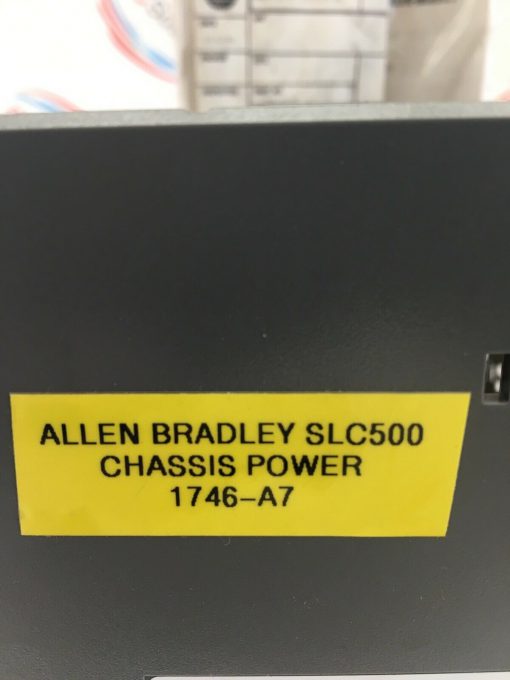 ALLEN BRADLEY SLC500
CHASSIS POWER
1746-A7